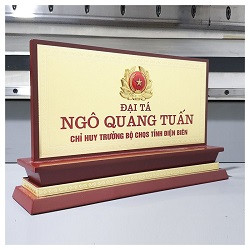 ĐẠI TÁ
NGÔ QUANG TUẤN
CHỈ HUY TRƯỞNG BỘ CHQS TỈNH ĐIỆN BIÊN